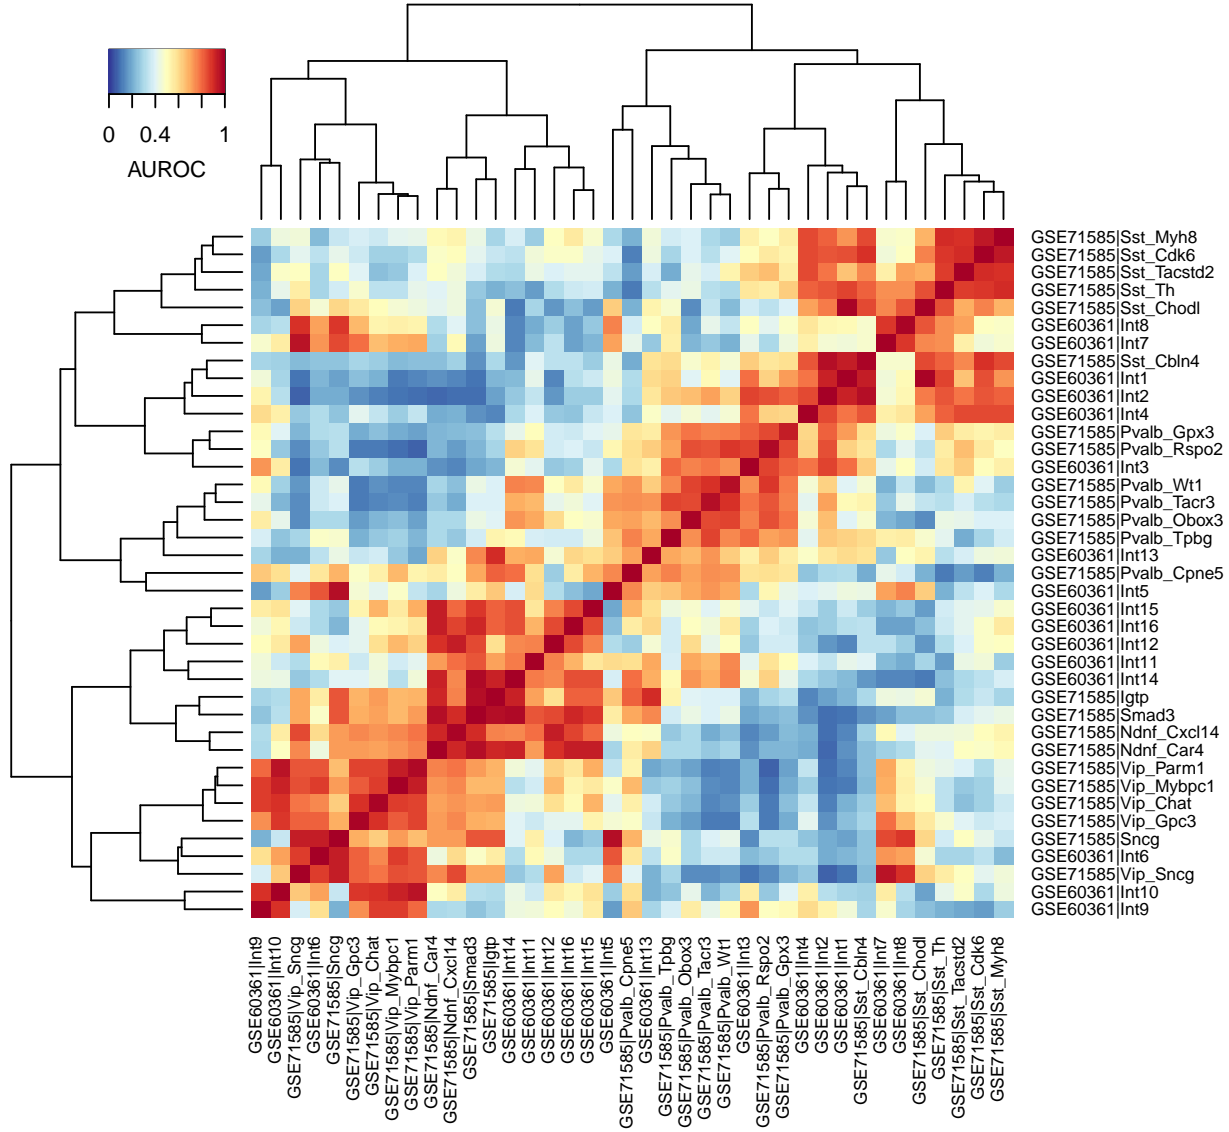 0 0.4 1
AUROC
GSE71585|Sst_Myh8
GSE71585|Sst_Cdk6
GSE71585|Sst_Tacstd2
GSE71585|Sst_Th
GSE71585|Sst_Chodl
GSE60361|Int8
GSE60361|Int7
GSE71585|Sst_Cbln4
GSE60361|Int1
GSE60361|Int2
GSE60361|Int4
GSE71585|Pvalb_Gpx3
GSE71585|Pvalb_Rspo2
GSE60361|Int3
GSE71585|Pvalb_Wt1
GSE71585|Pvalb_Tacr3
GSE71585|Pvalb_Obox3
GSE71585|Pvalb_Tpbg
GSE60361|Int13
GSE71585|Pvalb_Cpne5
GSE60361|Int5
GSE60361|Int15
GSE60361|Int16
GSE60361|Int12
GSE60361|Int11
GSE60361|Int14
GSE71585|Igtp
GSE71585|Smad3
GSE71585|Ndnf_Cxcl14
GSE71585|Ndnf_Car4
GSE71585|Vip_Parm1
GSE71585|Vip_Mybpc1
GSE71585|Vip_Chat
GSE71585|Vip_Gpc3
GSE71585|Sncg
GSE60361|Int6
GSE71585|Vip_Sncg
GSE60361|Int10
GSE60361|Int9
GSE60361|Int9
GSE60361|Int10
GSE71585|Vip_Sncg
GSE60361|Int6
GSE71585|Sncg
GSE71585|Vip_Gpc3
GSE71585|Vip_Chat
GSE71585|Vip_Mybpc1
GSE71585|Vip_Parm1
GSE71585|Ndnf_Car4
GSE71585|Ndnf_Cxcl14
GSE71585|Smad3
GSE71585|Igtp
GSE60361|Int14
GSE60361|Int11
GSE60361|Int12
GSE60361|Int16
GSE60361|Int15
GSE60361|Int5
GSE71585|Pvalb_Cpne5
GSE60361|Int13
GSE71585|Pvalb_Tpbg
GSE71585|Pvalb_Obox3
GSE71585|Pvalb_Tacr3
GSE71585|Pvalb_Wt1
GSE60361|Int3
GSE71585|Pvalb_Rspo2
GSE71585|Pvalb_Gpx3
GSE60361|Int4
GSE60361|Int2
GSE60361|Int1
GSE71585|Sst_Cbln4
GSE60361|Int7
GSE60361|Int8
GSE71585|Sst_Chodl
GSE71585|Sst_Th
GSE71585|Sst_Tacstd2
GSE71585|Sst_Cdk6
GSE71585|Sst_Myh8